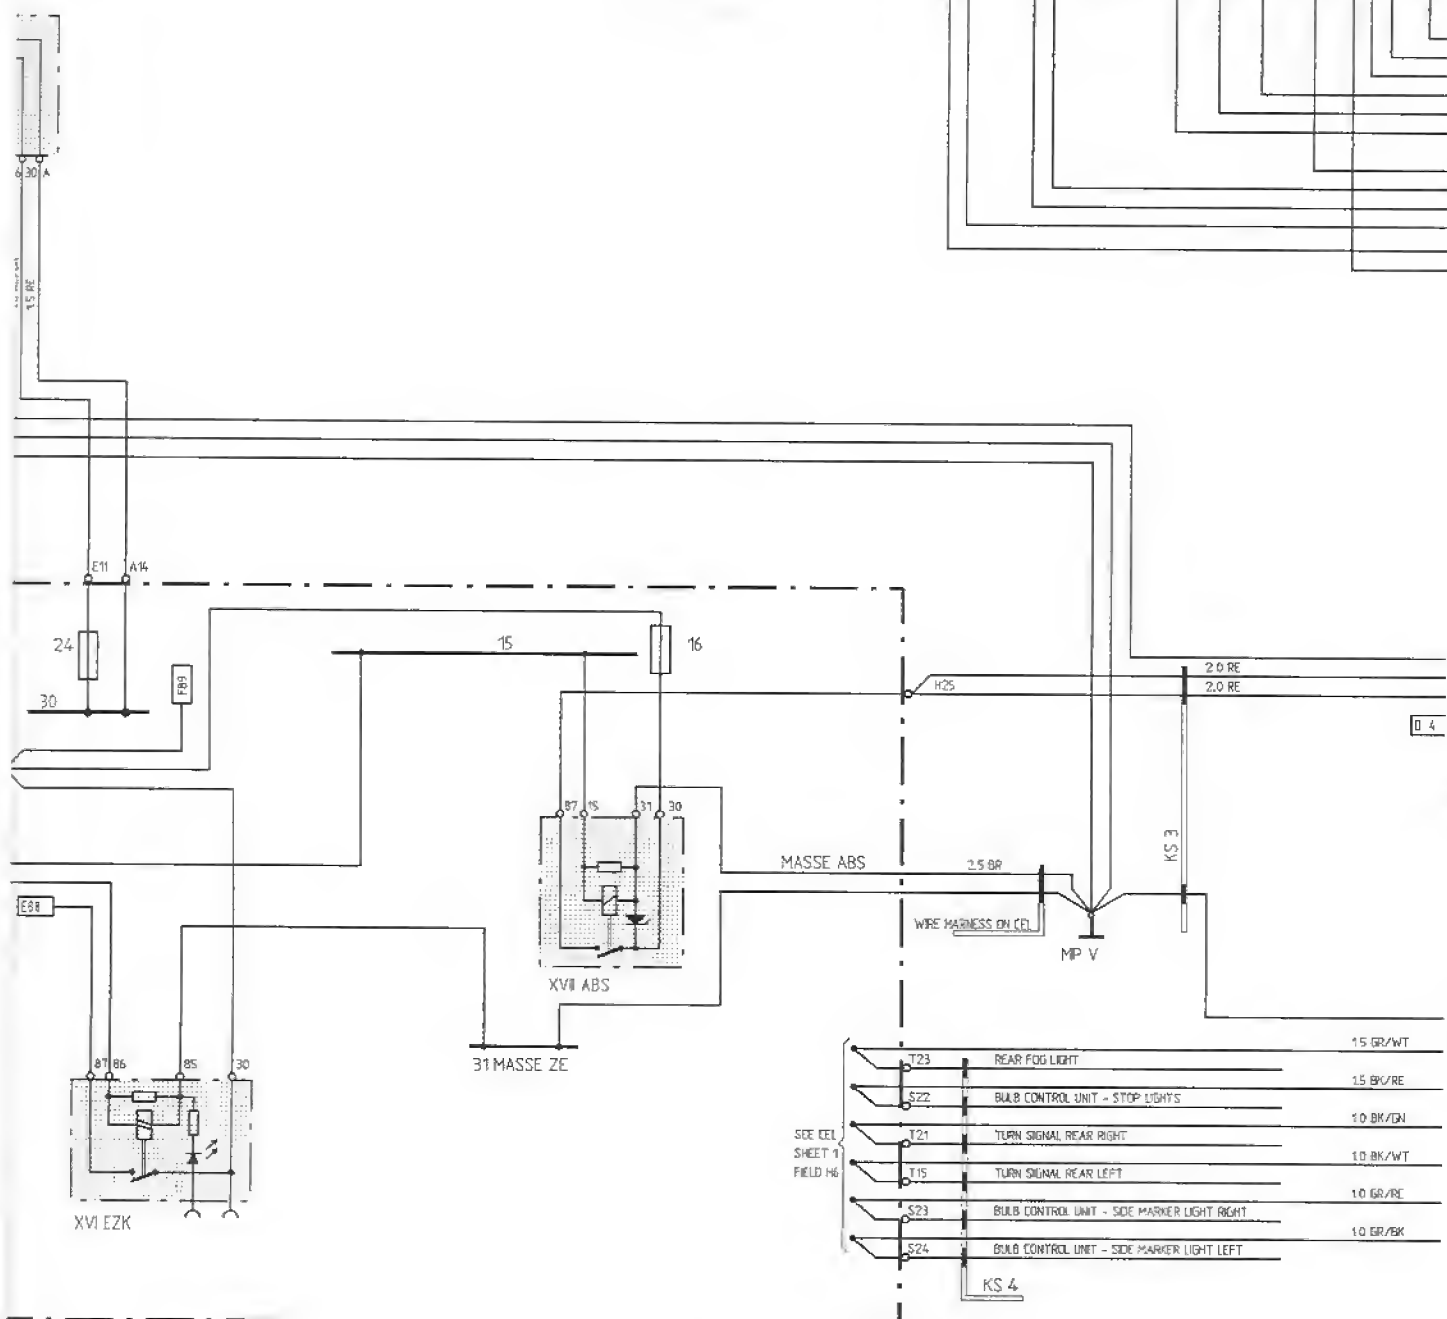 6 30 A
1.5 RE
E11 A14
24
15
16
F89
30
H25
2.0 RE
2.0 RE
D 4
87 15 31 30
KS 3
MASSE ABS
2.5 BR
E68
WIRE HARNESS ON CEL
MP V
XVII ABS
31 MASSE ZE
87 86 85 30
XVI EZK
SEE CEL
SHEET 1
FIELD H6
1.5 GR/WT
T23 REAR FOG LIGHT
1.5 BK/RE
S22 BULB CONTROL UNIT - STOP LIGHTS
1.0 BK/GN
T21 TURN SIGNAL REAR RIGHT
1.0 BK/WT
T15 TURN SIGNAL REAR LEFT
1.0 GR/RE
S23 BULB CONTROL UNIT - SIDE MARKER LIGHT RIGHT
1.0 GR/BK
S24 BULB CONTROL UNIT - SIDE MARKER LIGHT LEFT
KS 4